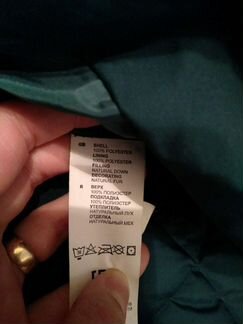 GB SHELL
100% POLYESTER
LINING
100% POLYESTER
FILLING
NATURAL DOWN
DECORATING
NATURAL FUR
R ВЕРХ
100% ПОЛИЭСТЕР
ПОДКЛАДКА
100% ПОЛИЭСТЕР
УТЕПЛИТЕЛЬ
НАТУРАЛЬНЫЙ ПУХ
ОТДЕЛКА
НАТУРАЛЬНЫЙ МЕХ